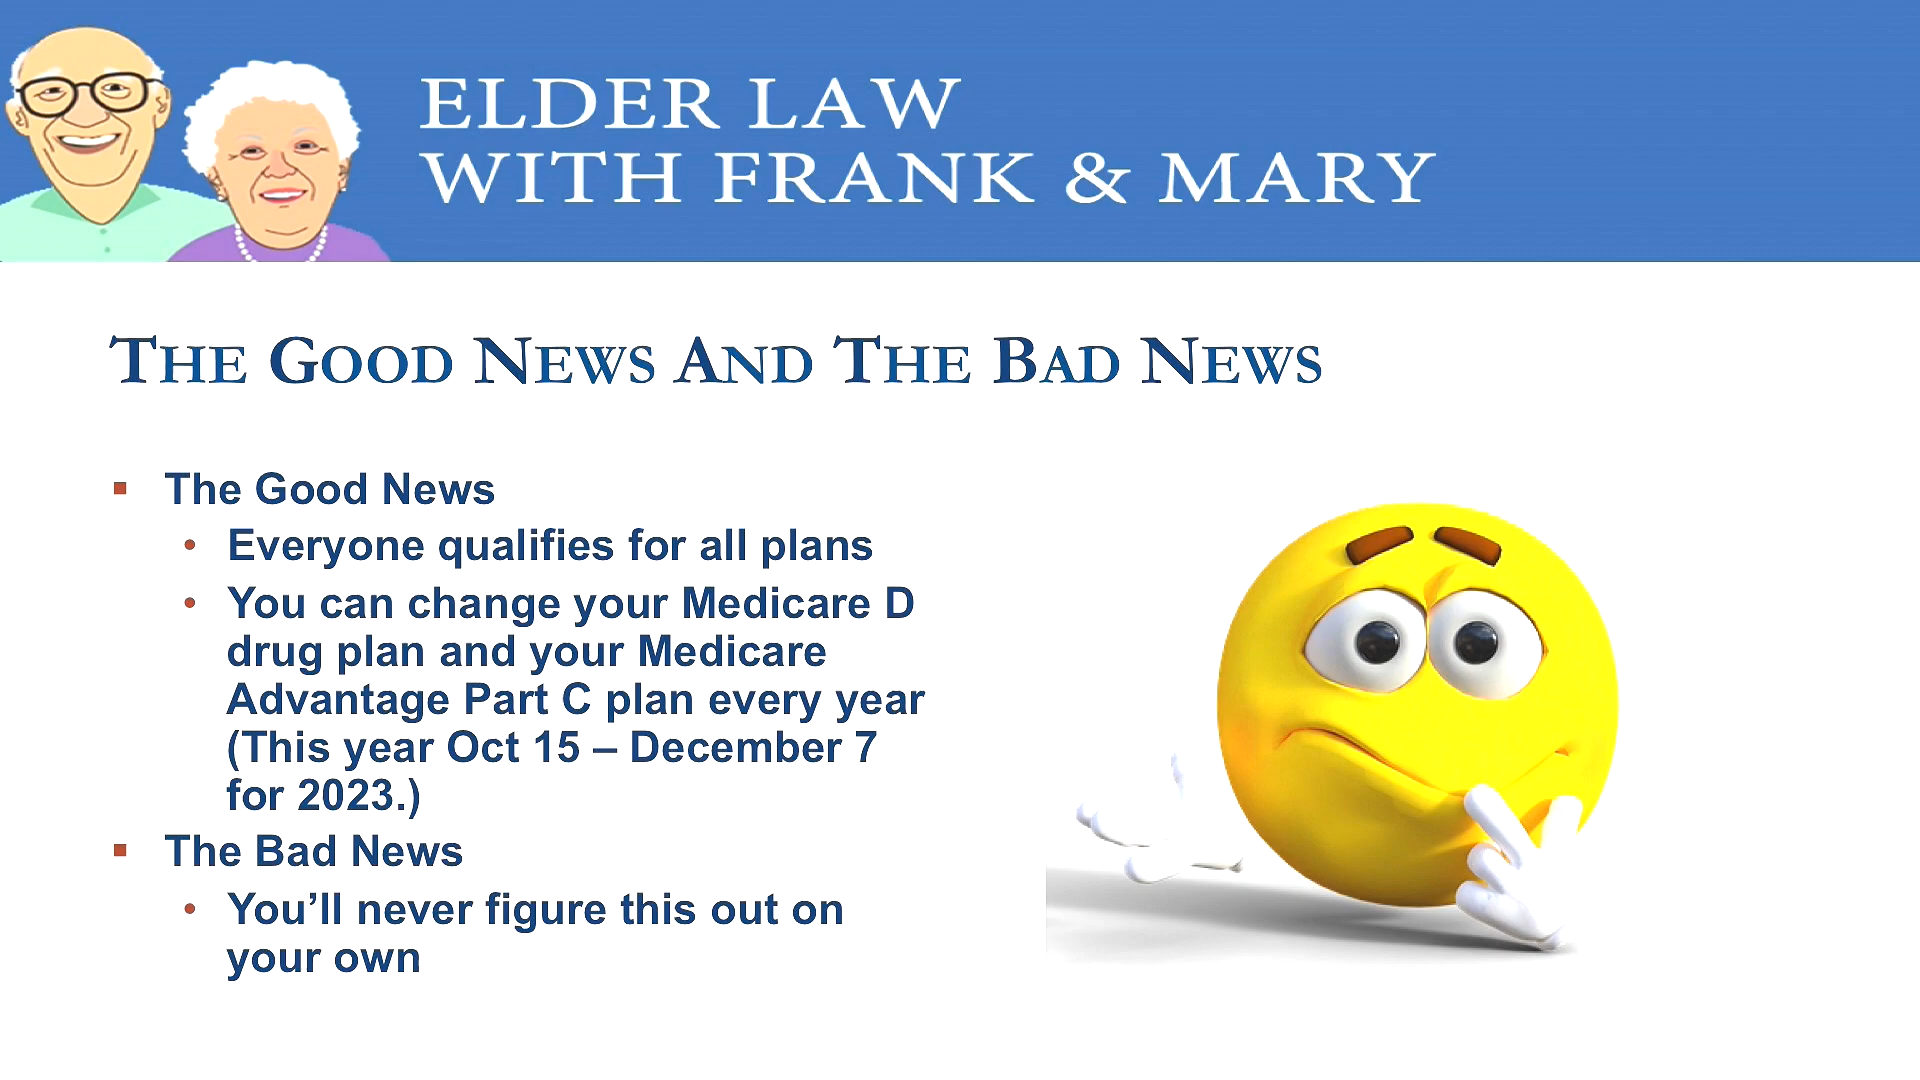 ELDER LAW
WITH FRANK & MARY
THE GOOD NEWS AND THE BAD NEWS
▪ The Good News
• Everyone qualifies for all plans
• You can change your Medicare D
drug plan and your Medicare
Advantage Part C plan every year
(This year Oct 15 – December 7
for 2023.)
▪ The Bad News
• You’ll never figure this out on
your own